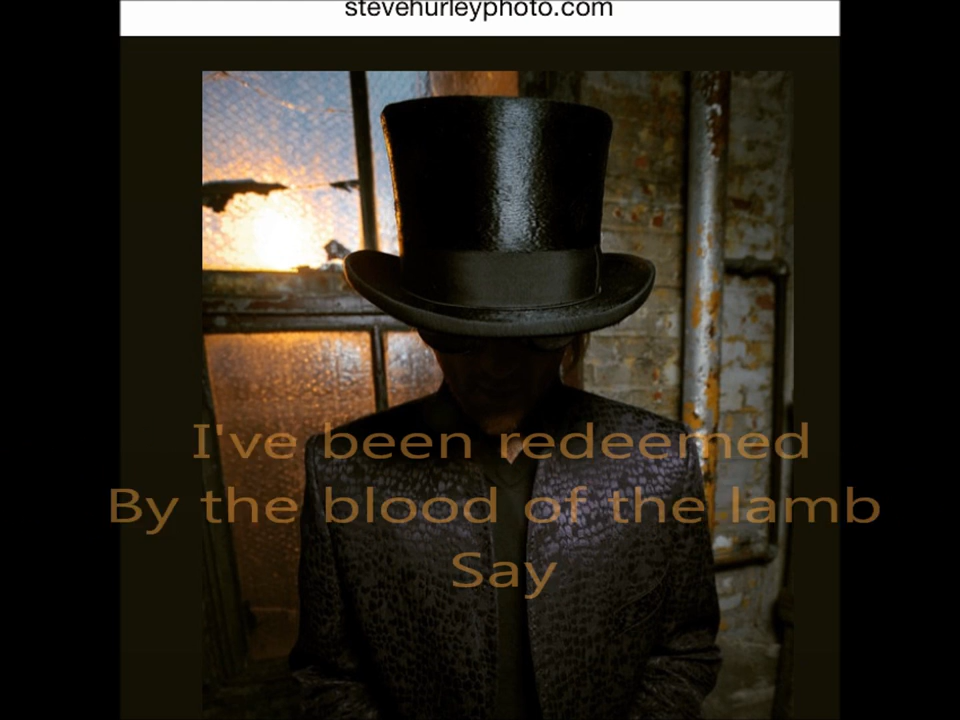 stevehurleyphoto.com
I've been redeemed
By the blood of the lamb
Say